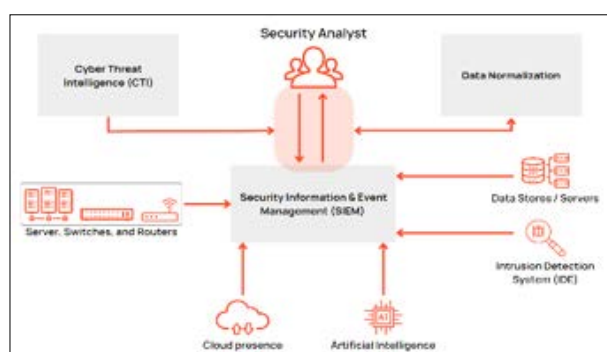 Security Analyst
Cyber Threat
Intelligence (CTI)
Data Normalization
Security Information & Event
Management (SIEM)
Data Stores / Servers
Server, Switches, and Routers
Intrusion Detection
System (IDE)
Cloud presence
AI
Artificial Intelligence